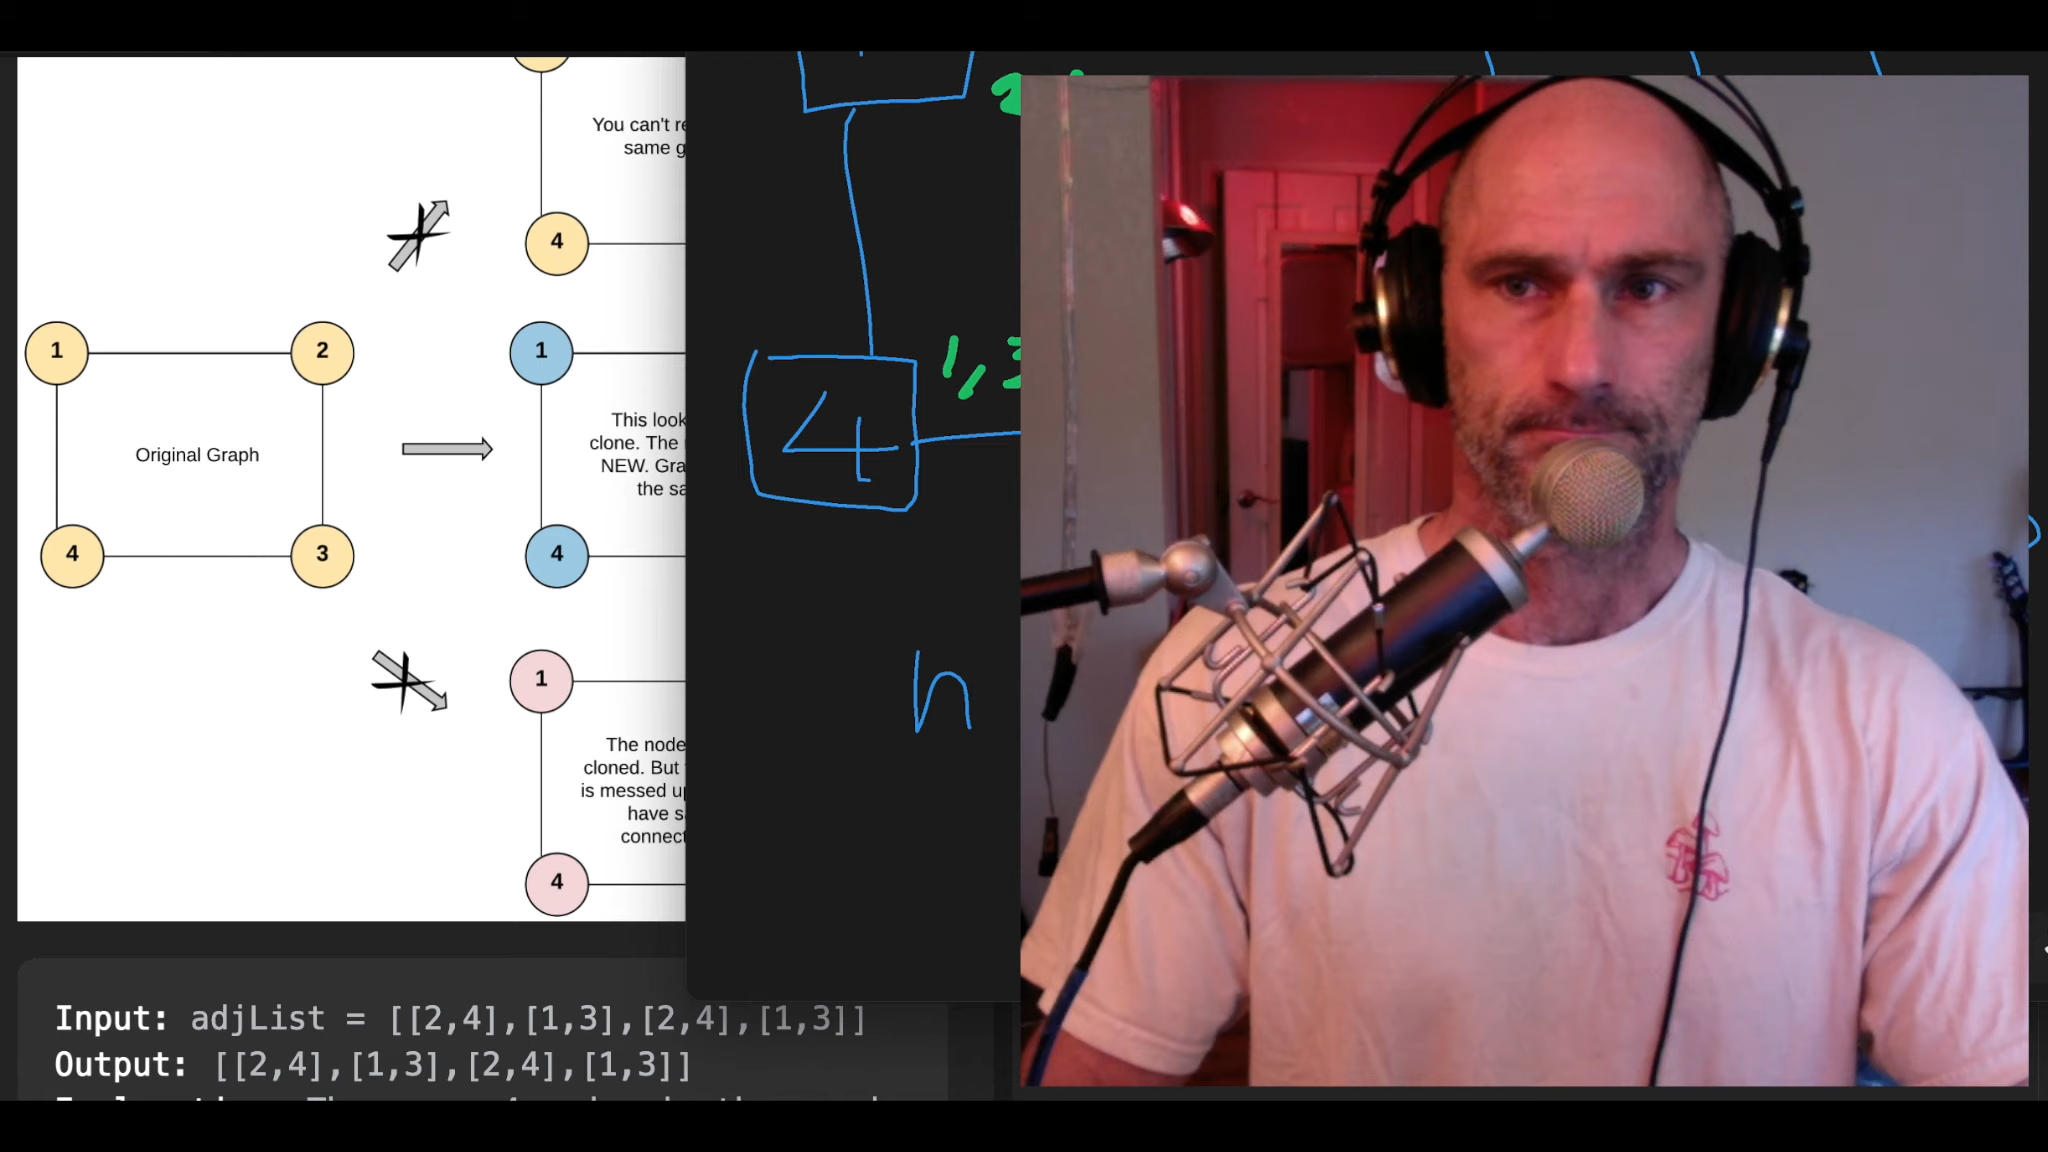 You can't re
same g
4
1
2
1
This look
clone. The
NEW. Gra
the sa
Original Graph
4
3
4
1
The node
cloned. But
is messed up
have sa
connect
4
4
1, 3
h
Input: adjList = [[2,4],[1,3],[2,4],[1,3]]
Output: [[2,4],[1,3],[2,4],[1,3]]